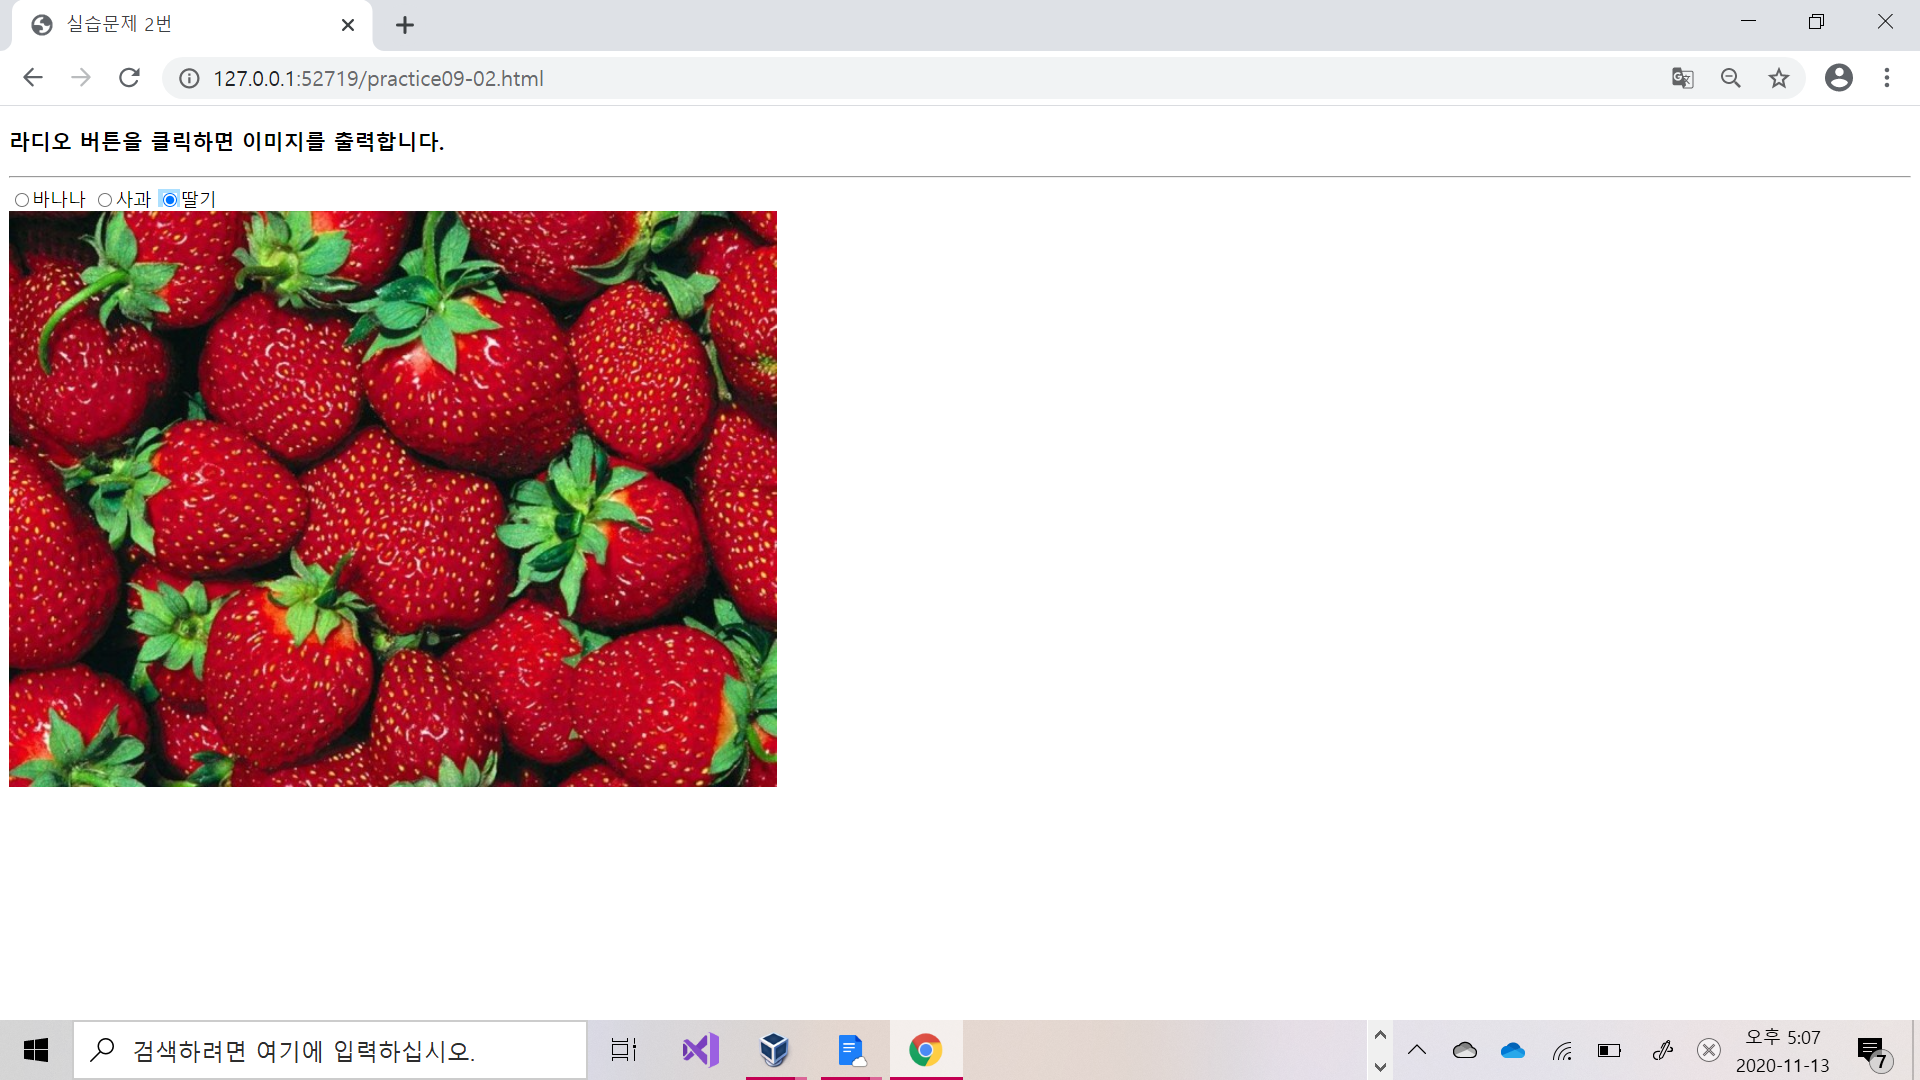 실습문제 2번
127.0.0.1:52719/practice09-02.html
라디오 버튼을 클릭하면 이미지를 출력합니다.
바나나 사과 딸기
검색하려면 여기에 입력하십시오.
오후 5:07
2020-11-13
7